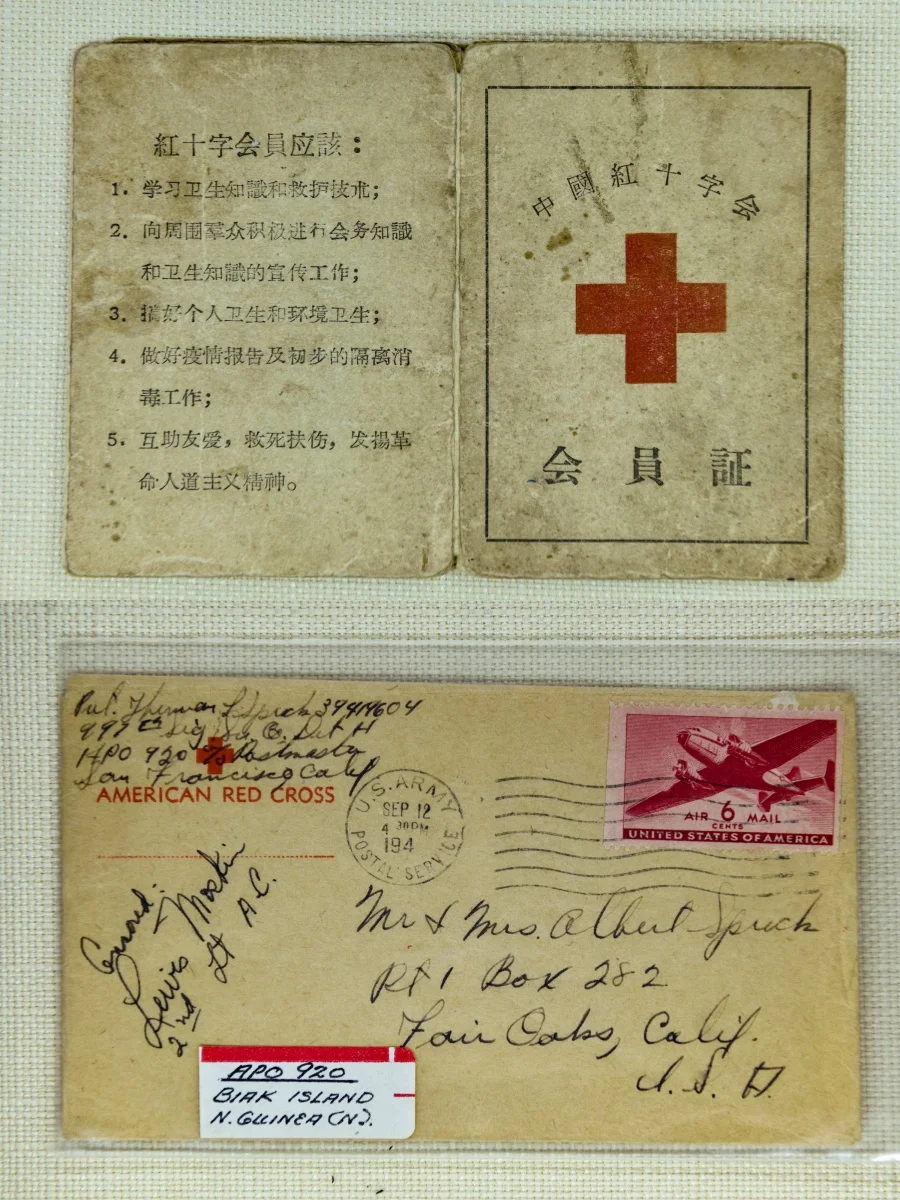 紅十字会員应該：
1. 学习卫生知識和救护技朮；
2. 向周围羣众积极进行会务知識
和卫生知識的宣传工作；
3. 搞好个人卫生和环境卫生；
4. 做好疫情报告及初步的隔离消
毒工作；
5. 互助友爱，救死扶伤，发揚革
命人道主义精神。
中國紅十字会
会員証
Pvt. Sprick 39419604
997th Sig Sv. Co. Det H
APO 920 c/o Postmaster
San Francisco Calif
AMERICAN RED CROSS
U.S. ARMY
SEP 12
4 30PM
194
POSTAL SERVICE
AIR 6 MAIL
CENTS
UNITED STATES OF AMERICA
Lewis
2nd Lt A.C.
Mr & Mrs. Albert Sprick
Rt 1 Box 282
Fair Oaks, Calif.
U. S. A.
APO 920
BIAK ISLAND
N. GUINEA (N).